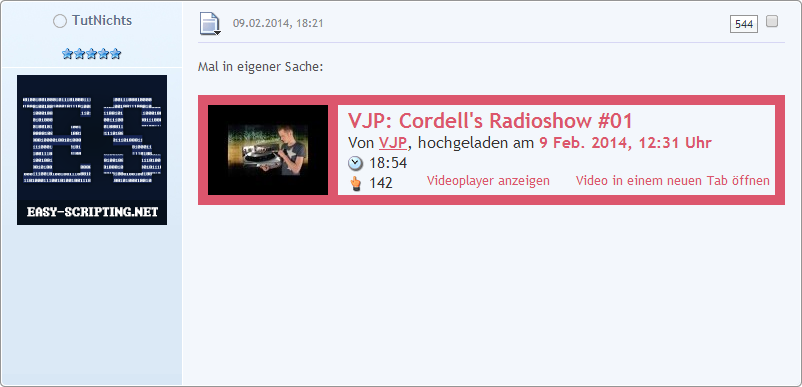 TutNichts
09.02.2014, 18:21
544
EASY-SCRIPTING.NET
Mal in eigener Sache:
VJP: Cordell's Radioshow #01
Von VJP, hochgeladen am 9 Feb. 2014, 12:31 Uhr
18:54
142 Videoplayer anzeigen Video in einem neuen Tab öffnen